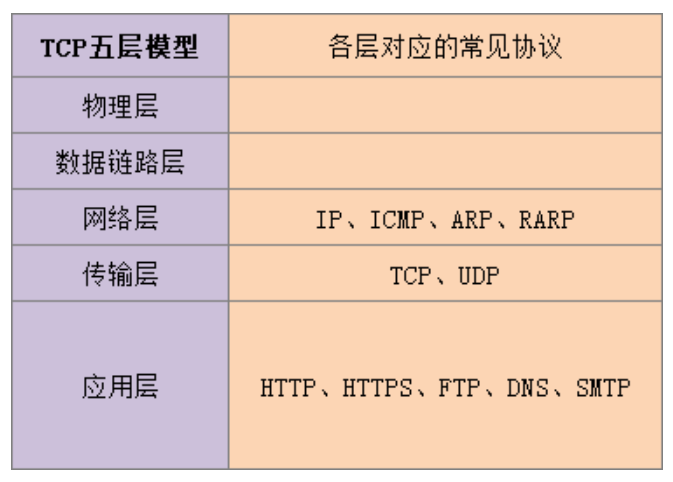 TCP五层模型 各层对应的常见协议
物理层
数据链路层
网络层 IP、ICMP、ARP、RARP
传输层 TCP、UDP
应用层 HTTP、HTTPS、FTP、DNS、SMTP